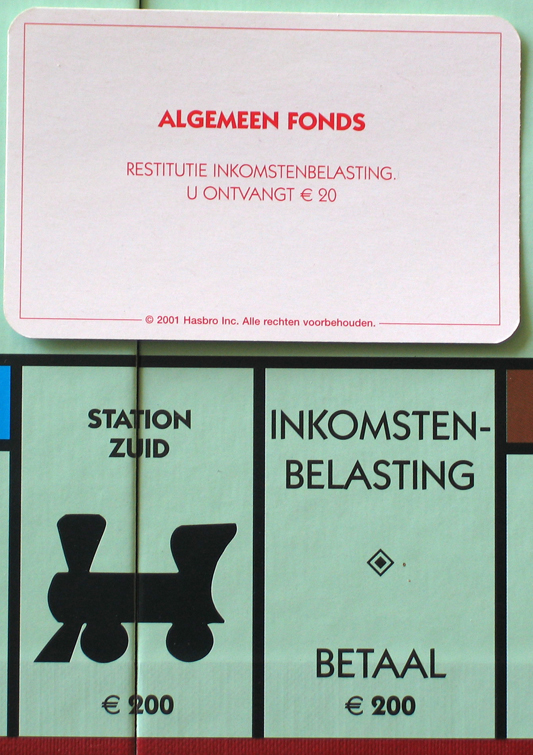 ALGEMEEN FONDS
RESTITUTIE INKOMSTENBELASTING.
U ONTVANGT € 20
© 2001 Hasbro Inc. Alle rechten voorbehouden.
STATION
ZUID
€ 200
INKOMSTEN-
BELASTING
BETAAL
€ 200